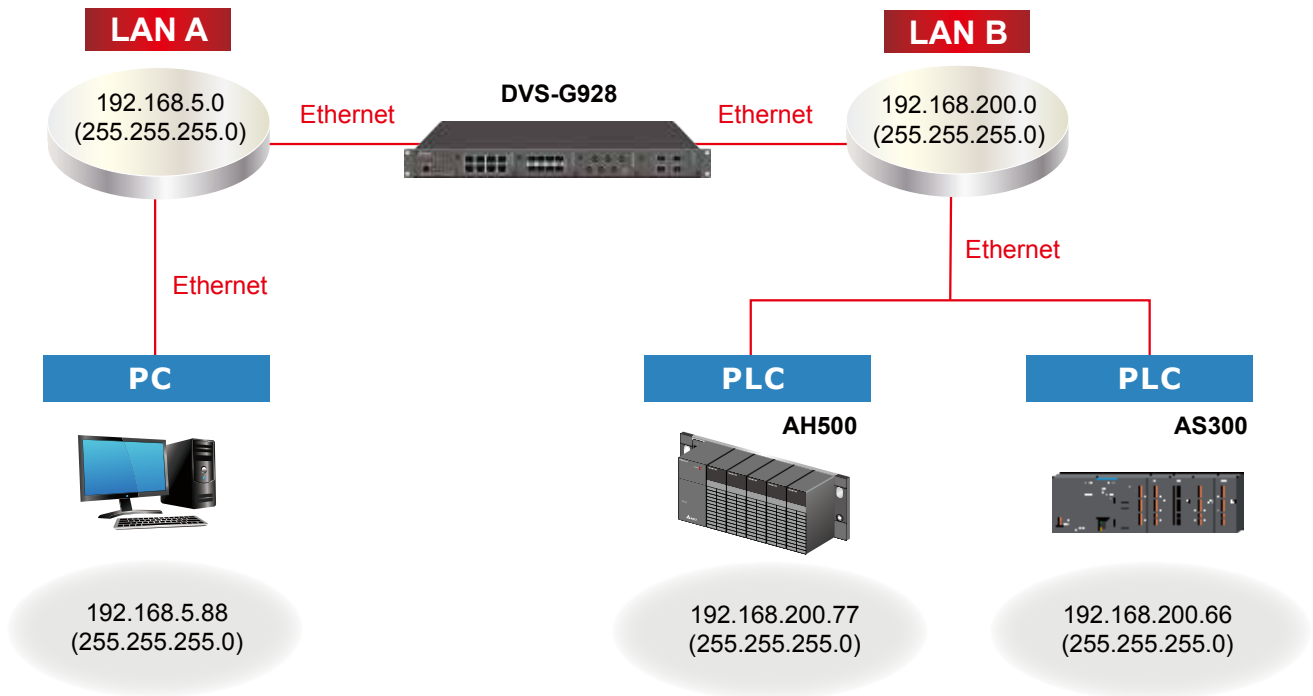 LAN A
LAN B
192.168.5.0
(255.255.255.0)
Ethernet
DVS-G928
Ethernet
192.168.200.0
(255.255.255.0)
Ethernet
Ethernet
PC
PLC
PLC
AH500
AS300
192.168.5.88
(255.255.255.0)
192.168.200.77
(255.255.255.0)
192.168.200.66
(255.255.255.0)